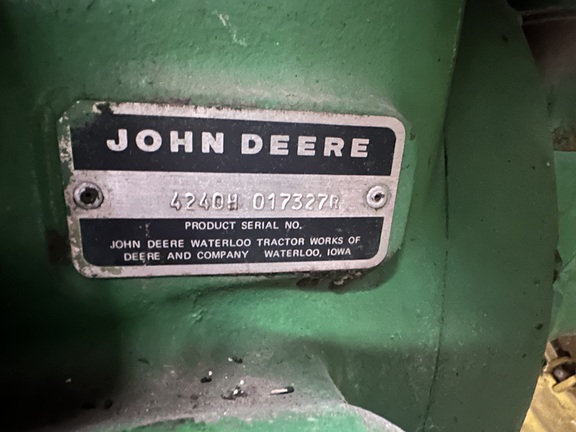 JOHN DEERE
4240H 017327R
PRODUCT SERIAL NO.
JOHN DEERE WATERLOO TRACTOR WORKS OF
DEERE AND COMPANY WATERLOO, IOWA